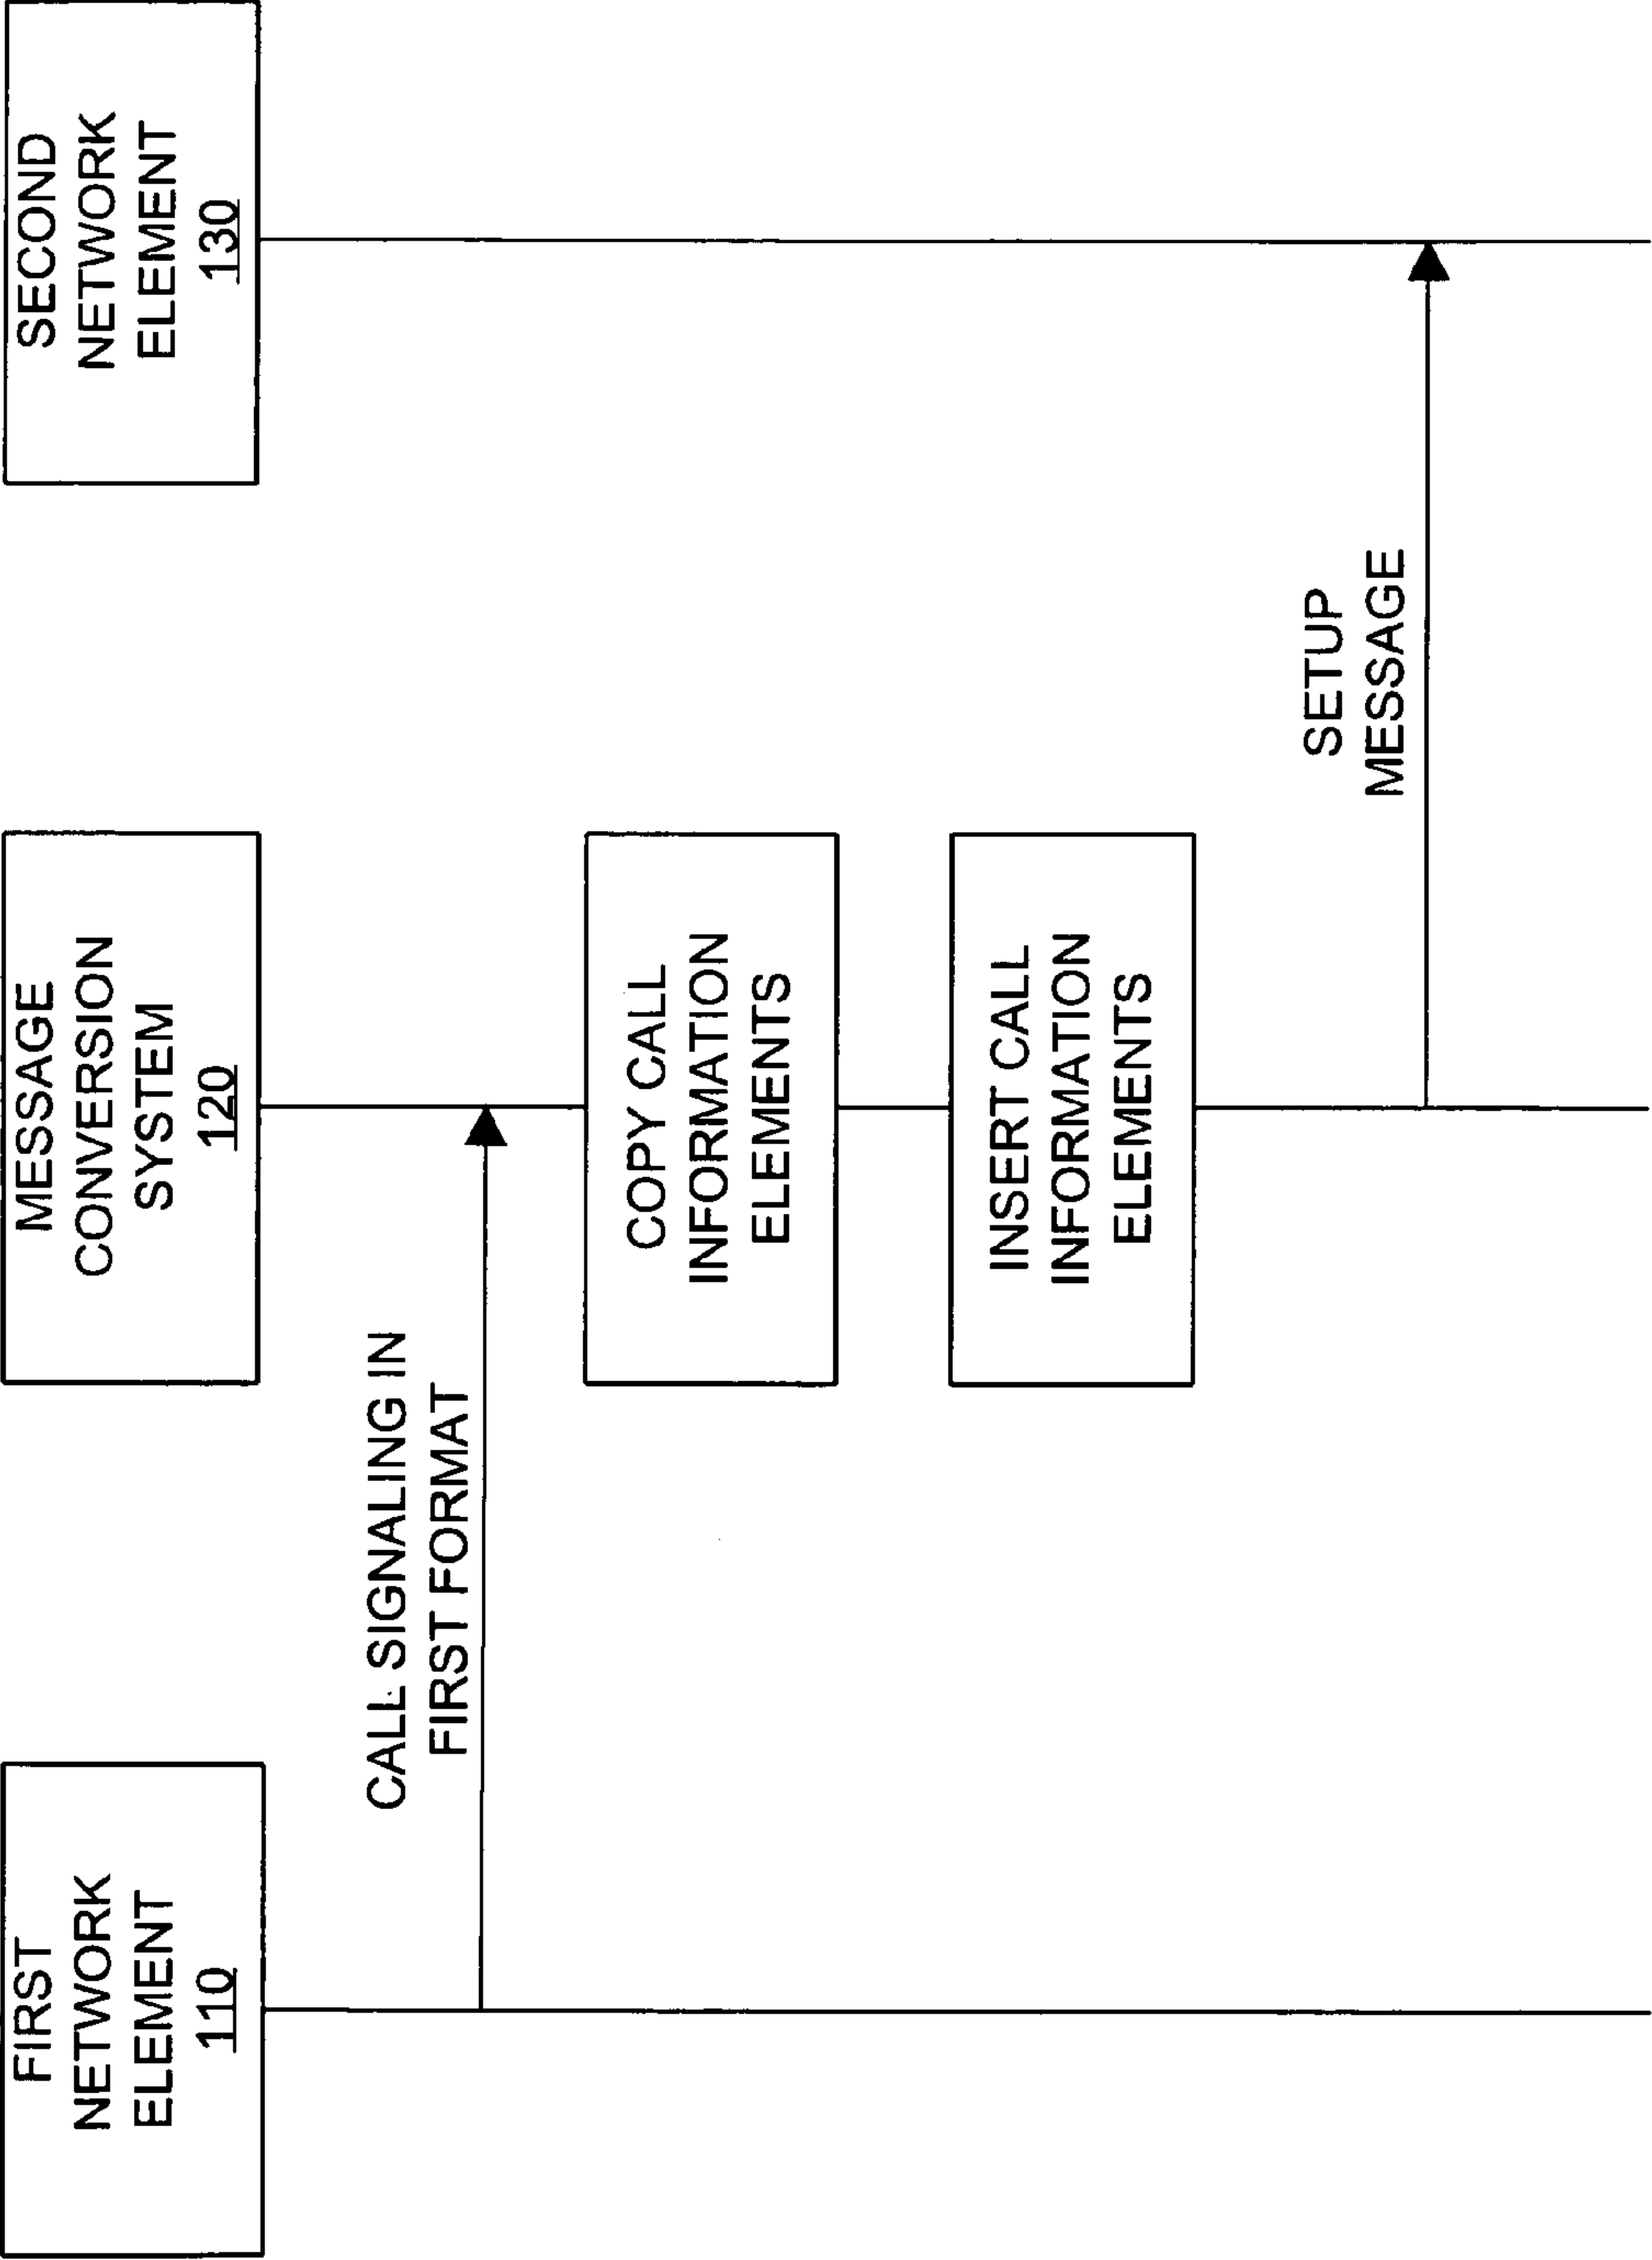 FIRST
NETWORK
ELEMENT
110
MESSAGE
CONVERSION
SYSTEM
120
SECOND
NETWORK
ELEMENT
130
CALL SIGNALING IN
FIRST FORMAT
COPY CALL
INFORMATION
ELEMENTS
INSERT CALL
INFORMATION
ELEMENTS
SETUP
MESSAGE